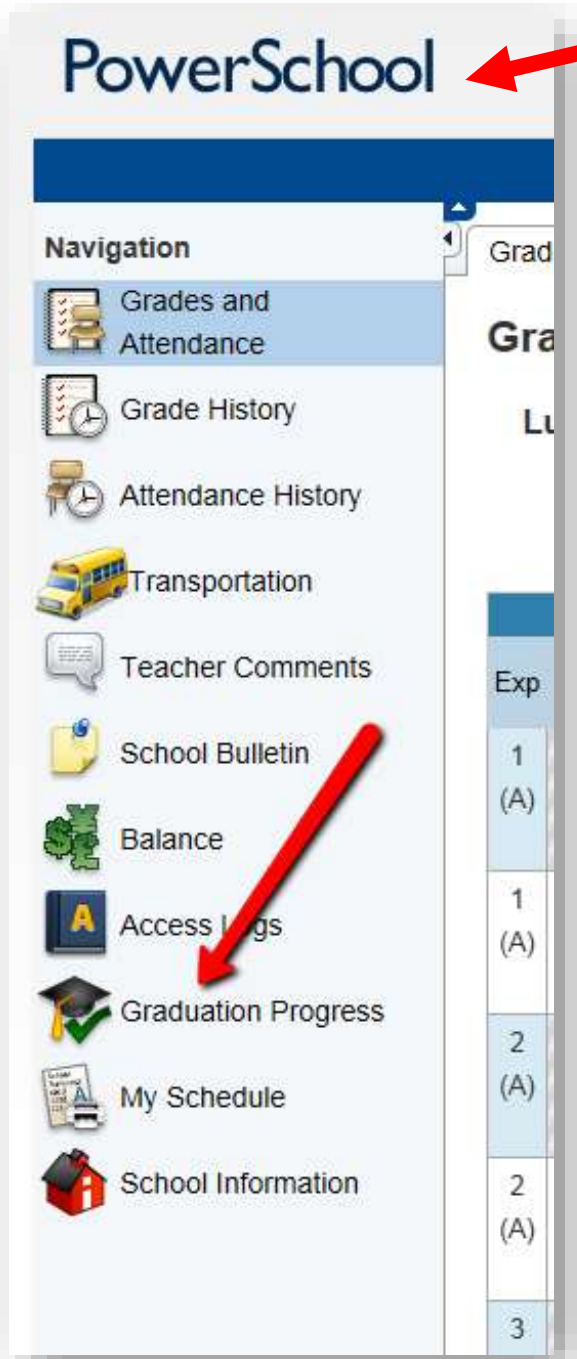 PowerSchool
Navigation
Grades and
Attendance
Grade History
Attendance History
Transportation
Teacher Comments
School Bulletin
Balance
Access
Graduation Progress
My Schedule
School Information
Grad
Gra
Lu
Exp
1
(A)
1
(A)
2
(A)
2
(A)
3